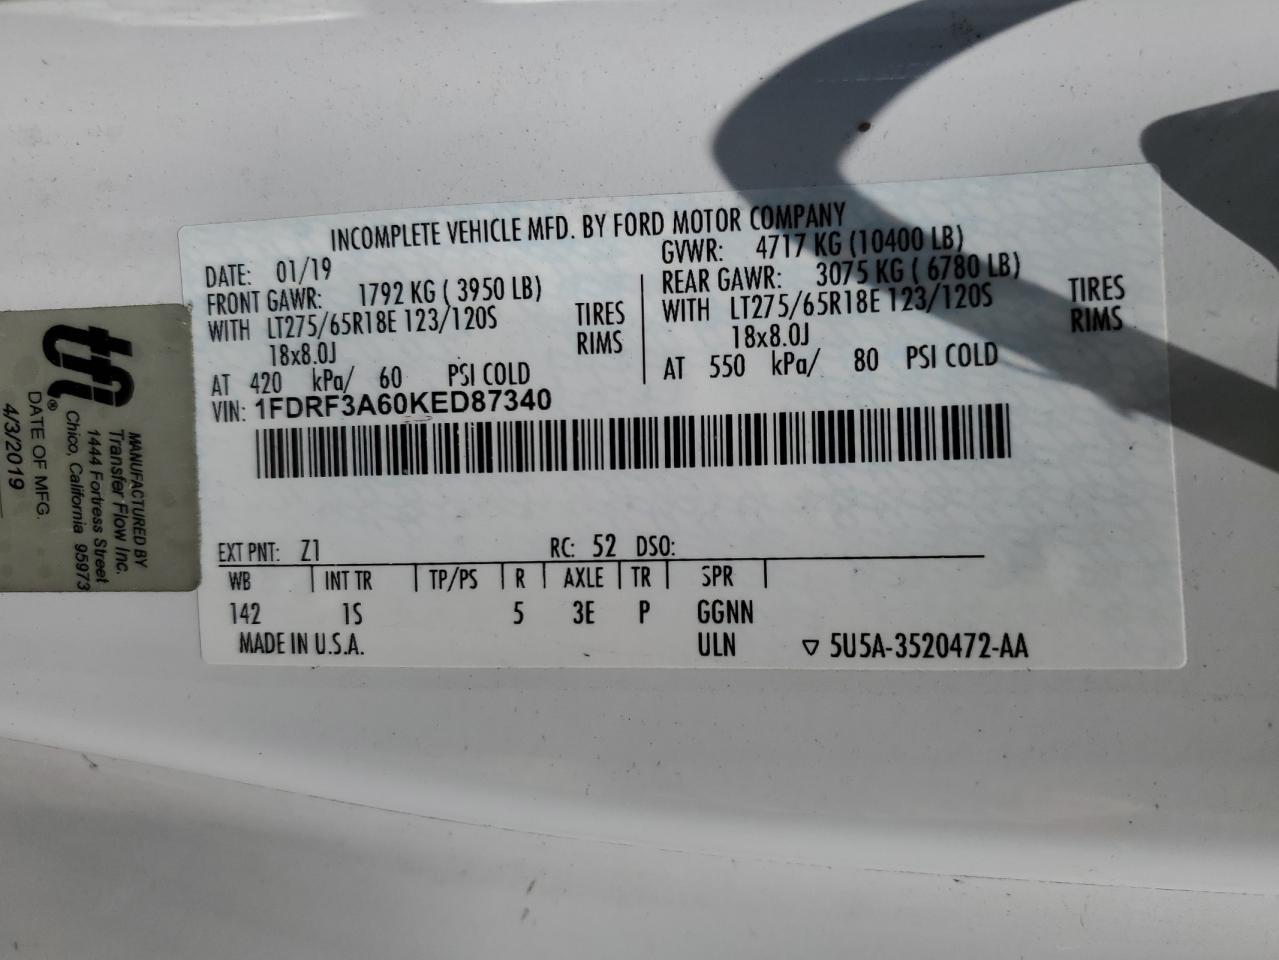 INCOMPLETE VEHICLE MFD. BY FORD MOTOR COMPANY
DATE: 01/19
GVWR: 4717 KG (10400 LB)
FRONT GAWR: 1792 KG ( 3950 LB)
REAR GAWR: 3075 KG ( 6780 LB)
WITH LT275/65R18E 123/120S TIRES
WITH LT275/65R18E 123/120S TIRES
18x8.0J RIMS
18x8.0J RIMS
AT 420 kPa/ 60 PSI COLD
AT 550 kPa/ 80 PSI COLD
VIN: 1FDRF3A60KED87340
EXT PNT: Z1 RC: 52 DSO:
WB INT TR TP/PS R AXLE TR SPR
142 1S 5 3E P GGNN
MADE IN U.S.A. ULN ▽ 5U5A-3520472-AA
tfi®
MANUFACTURED BY
Transfer Flow Inc.
1444 Fortress Street
Chico, California 95973
DATE OF MFG.
4/3/2019